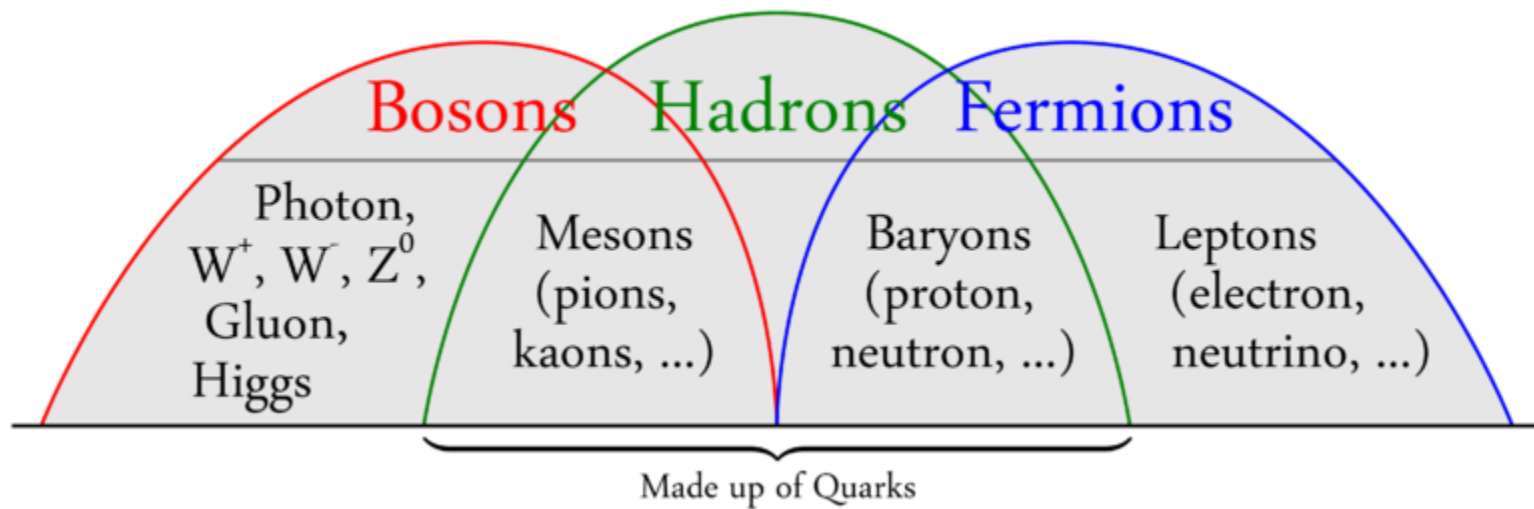 Bosons Hadrons Fermions
Photon,
W⁺, W⁻, Z⁰,
Gluon,
Higgs
Mesons
(pions,
kaons, ...)
Baryons
(proton,
neutron, ...)
Leptons
(electron,
neutrino, ...)
Made up of Quarks